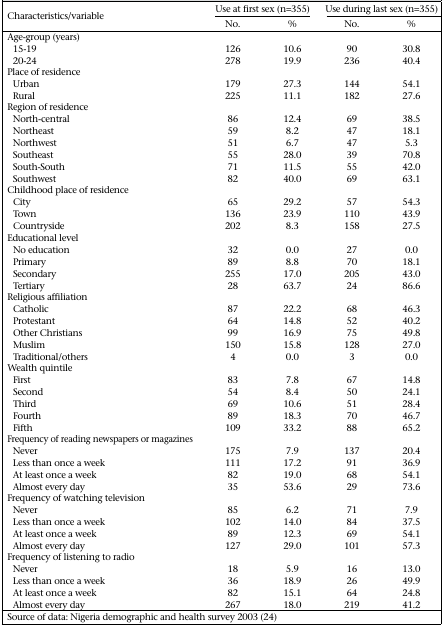 Characteristics/variable Use at first sex (n=355) Use during last sex (n=355)
No. % No. %
Age-group (years)
15-19 126 10.6 90 30.8
20-24 278 19.9 236 40.4
Place of residence
Urban 179 27.3 144 54.1
Rural 225 11.1 182 27.6
Region of residence
North-central 86 12.4 69 38.5
Northeast 59 8.2 47 18.1
Northwest 51 6.7 47 5.3
Southeast 55 28.0 39 70.8
South-South 71 11.5 55 42.0
Southwest 82 40.0 69 63.1
Childhood place of residence
City 65 29.2 57 54.3
Town 136 23.9 110 43.9
Countryside 202 8.3 158 27.5
Educational level
No education 32 0.0 27 0.0
Primary 89 8.8 70 18.1
Secondary 255 17.0 205 43.0
Tertiary 28 63.7 24 86.6
Religious affiliation
Catholic 87 22.2 68 46.3
Protestant 64 14.8 52 40.2
Other Christians 99 16.9 75 49.8
Muslim 150 15.8 128 27.0
Traditional/others 4 0.0 3 0.0
Wealth quintile
First 83 7.8 67 14.8
Second 54 8.4 50 24.1
Third 69 10.6 51 28.4
Fourth 89 18.3 70 46.7
Fifth 109 33.2 88 65.2
Frequency of reading newspapers or magazines
Never 175 7.9 137 20.4
Less than once a week 111 17.2 91 36.9
At least once a week 82 19.0 68 54.1
Almost every day 35 53.6 29 73.6
Frequency of watching television
Never 85 6.2 71 7.9
Less than once a week 102 14.0 84 37.5
At least once a week 89 12.3 69 54.1
Almost every day 127 29.0 101 57.3
Frequency of listening to radio
Never 18 5.9 16 13.0
Less than once a week 36 18.9 26 49.9
At least once a week 82 15.1 64 24.8
Almost every day 267 18.0 219 41.2
Source of data: Nigeria demographic and health survey 2003 (24)